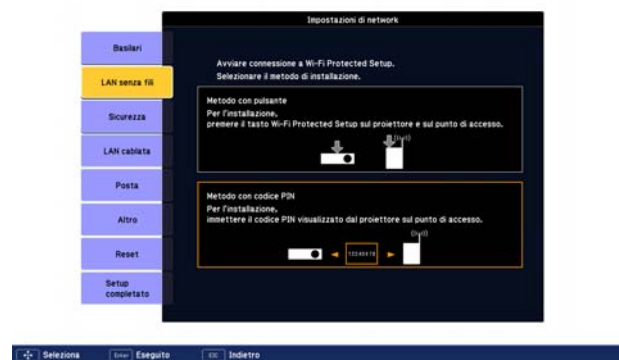 Impostazioni di network
Basilari
LAN senza fili
Sicurezza
LAN cablata
Posta
Altro
Reset
Setup
completato
Avviare connessione a Wi-Fi Protected Setup.
Selezionare il metodo di installazione.
Metodo con pulsante
Per l'installazione,
premere il tasto Wi-Fi Protected Setup sul proiettore e sul punto di accesso.
Metodo con codice PIN
Per l'installazione,
immettere il codice PIN visualizzato dal proiettore sul punto di accesso.
Seleziona
Enter Eseguito
ESC Indietro